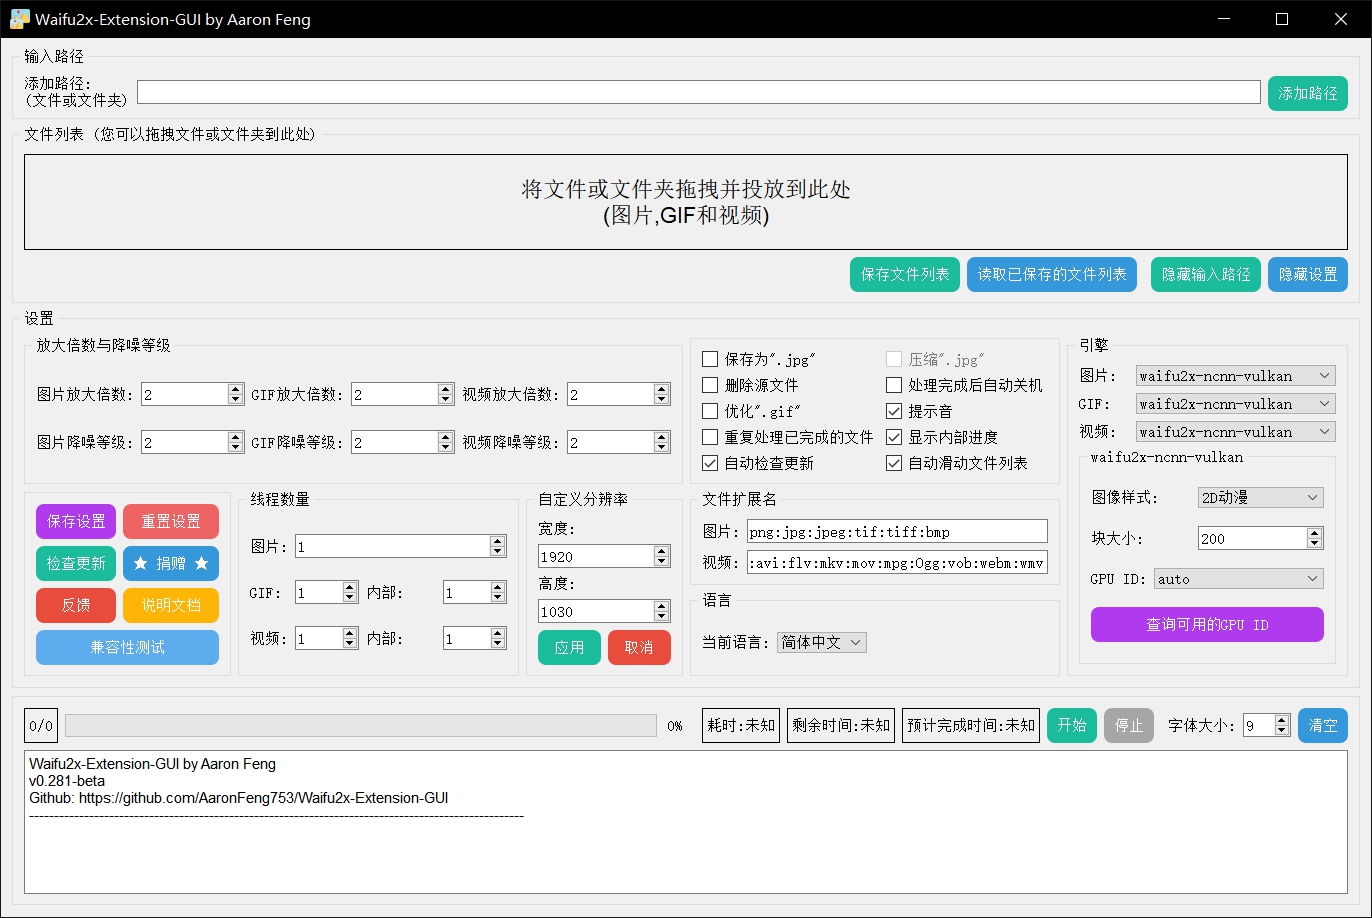 Waifu2x-Extension-GUI by Aaron Feng
输入路径
添加路径:
(文件或文件夹)
添加路径
文件列表 (您可以拖拽文件或文件夹到此处)
将文件或文件夹拖拽并投放到此处
(图片,GIF和视频)
保存文件列表 读取已保存的文件列表 隐藏输入路径 隐藏设置
设置
放大倍数与降噪等级
图片放大倍数: 2 GIF放大倍数: 2 视频放大倍数: 2
图片降噪等级: 2 GIF降噪等级: 2 视频降噪等级: 2
保存为".jpg" 压缩".jpg"
删除源文件 处理完成后自动关机
优化".gif" 提示音
重复处理已完成的文件 显示内部进度
自动检查更新 自动滑动文件列表
引擎
图片: waifu2x-ncnn-vulkan
GIF: waifu2x-ncnn-vulkan
视频: waifu2x-ncnn-vulkan
waifu2x-ncnn-vulkan
图像样式: 2D动漫
块大小: 200
GPU ID: auto
查询可用的GPU ID
保存设置 重置设置
检查更新 ★ 捐赠 ★
反馈 说明文档
兼容性测试
线程数量
图片: 1
GIF: 1 内部: 1
视频: 1 内部: 1
自定义分辨率
宽度:
1920
高度:
1030
应用 取消
文件扩展名
图片: png:jpg:jpeg:tif:tiff:bmp
视频: :avi:flv:mkv:mov:mpg:Ogg:vob:webm:wmv
语言
当前语言: 简体中文
0/0 0% 耗时:未知 剩余时间:未知 预计完成时间:未知 开始 停止 字体大小: 9 清空
Waifu2x-Extension-GUI by Aaron Feng
v0.281-beta
Github: https://github.com/AaronFeng753/Waifu2x-Extension-GUI
---------------------------------------------------------------------------------------------------